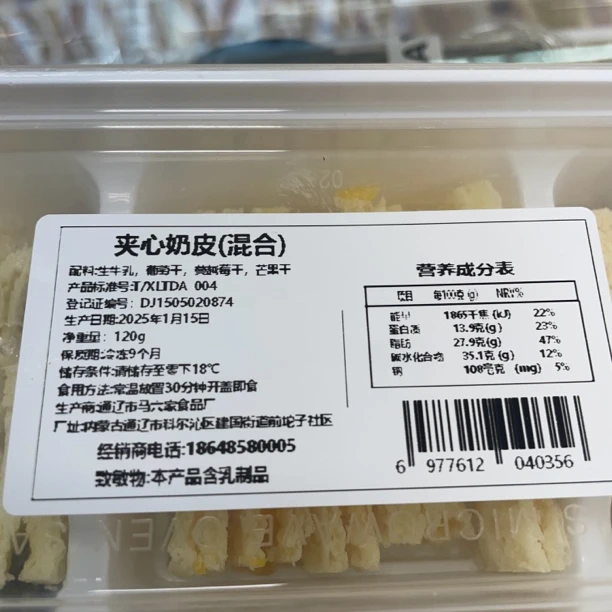 夹心奶皮(混合)
配料:生牛乳，葡萄干，蔓越莓干，芒果干
产品标准号:T/XLTDA 004
登记证编号：DJ1505020874
生产日期:2025年1月15日
净重量：120g
保质期:冷冻9个月
储存条件:请储存至零下18℃
食用方法:常温放置30分钟开盖即食
生产商:通辽市马六家食品厂
厂址:内蒙古通辽市科尔沁区建国街道前坨子社区
经销商电话:18648580005
致敏物:本产品含乳制品
营养成分表
项目 每100克(g) NRV%
能量 1865千焦(kJ) 22%
蛋白质 13.9克(g) 23%
脂肪 27.9克(g) 47%
碳水化合物 35.1克(g) 12%
钠 108毫克 (mg) 5%
6 977612 040356
MICROWAVE OVEN SA